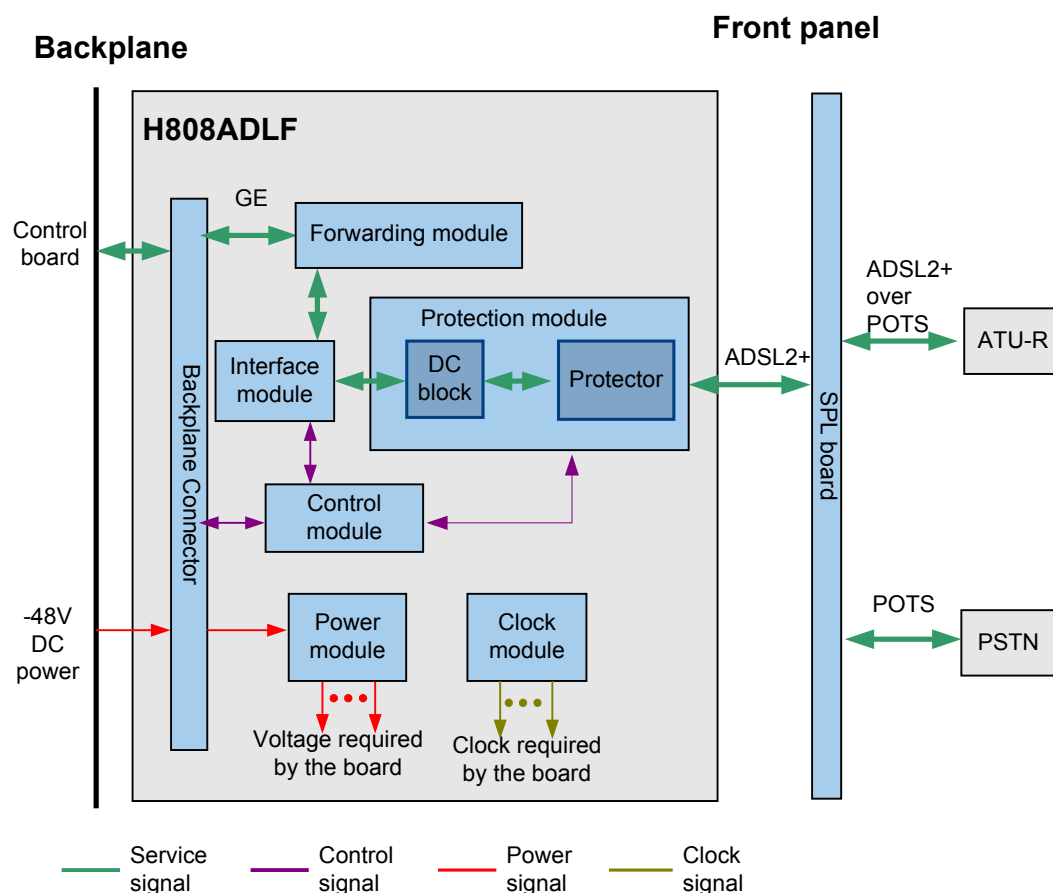 Backplane
Front panel
H808ADLF
GE
Control
board
Forwarding module
ADSL2+
over
POTS
Protection module
Interface
module
DC
block
Protector
ADSL2+
ATU-R
Backplane Connector
SPL board
Control
module
-48V
DC
power
Power
module
Clock
module
POTS
PSTN
Voltage required
by the board
Clock required
by the board
Service
signal
Control
signal
Power
signal
Clock
signal